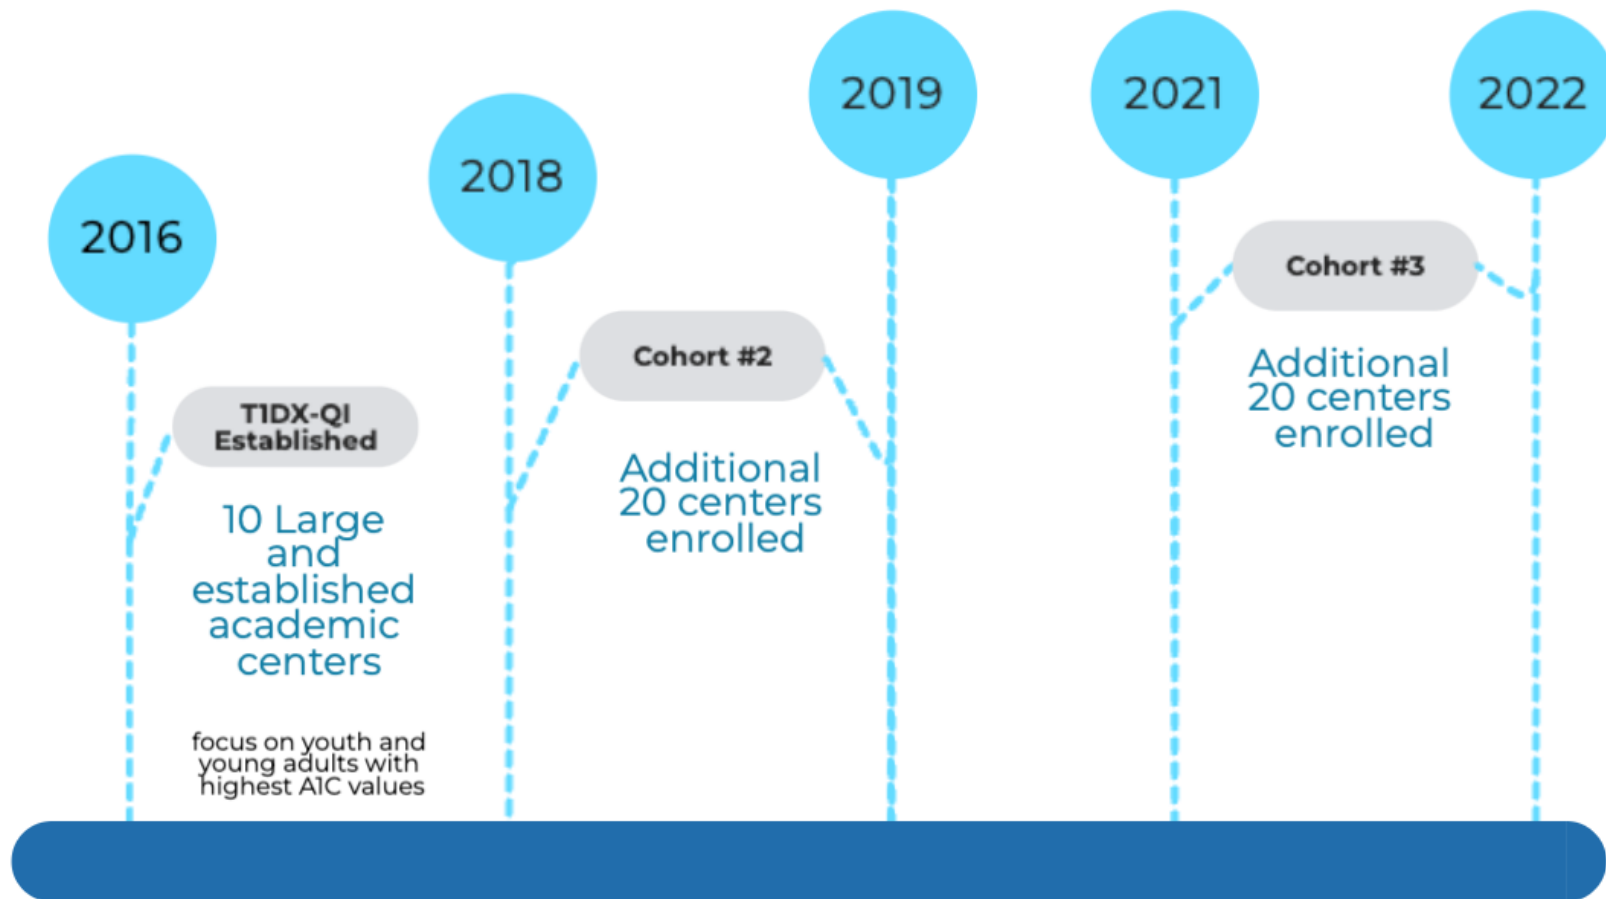 2016
T1DX-QI
Established
10 Large
and
established
academic
centers
focus on youth and
young adults with
highest A1C values
2018
Cohort #2
Additional
20 centers
enrolled
2019
2021
Cohort #3
Additional
20 centers
enrolled
2022